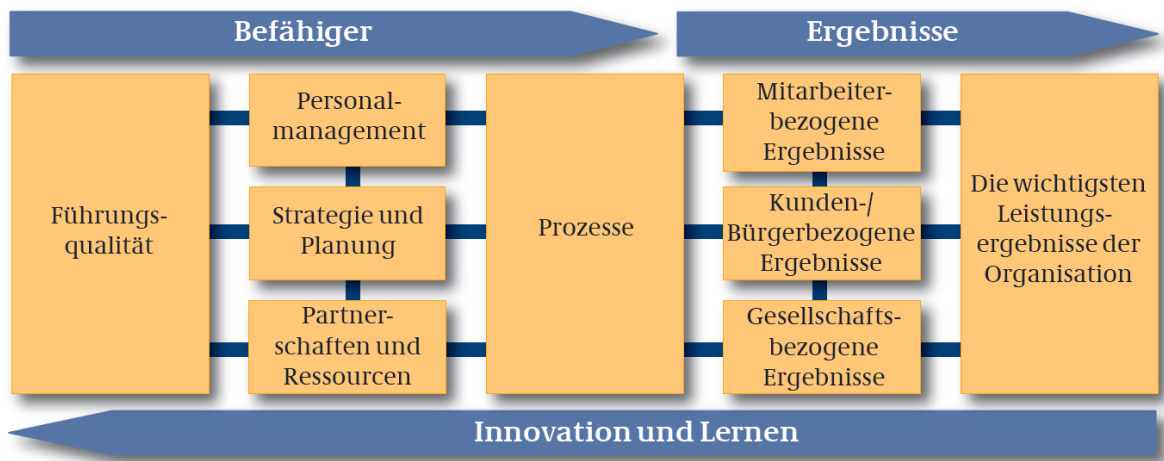 Befähiger
Ergebnisse
Führungs-
qualität
Personal-
management
Strategie und
Planung
Partner-
schaften und
Ressourcen
Prozesse
Mitarbeiter-
bezogene
Ergebnisse
Kunden-/
Bürgerbezogene
Ergebnisse
Gesellschafts-
bezogene
Ergebnisse
Die wichtigsten
Leistungs-
ergebnisse der
Organisation
Innovation und Lernen